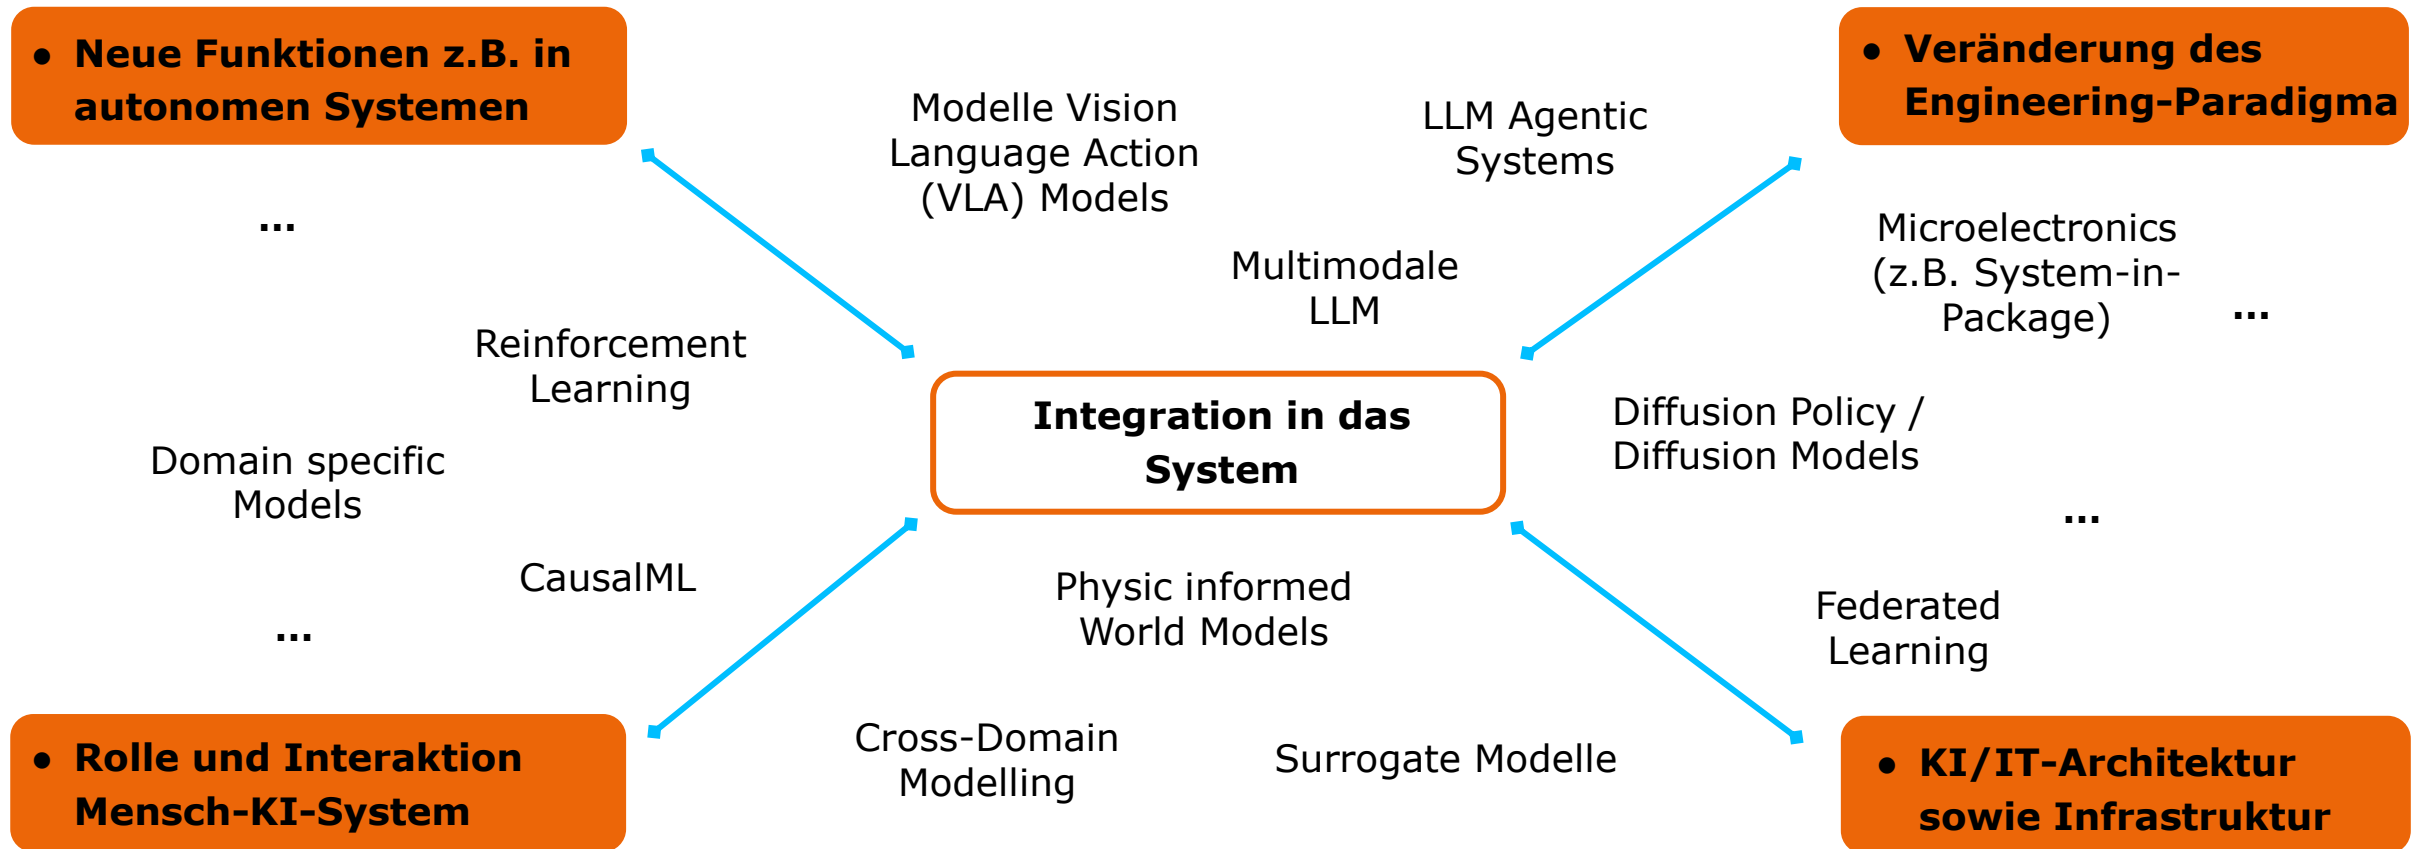 ● Neue Funktionen z.B. in
autonomen Systemen
● Veränderung des
Engineering-Paradigma
Modelle Vision
Language Action
(VLA) Models
LLM Agentic
Systems
...
Microelectronics
(z.B. System-in-
Package)
...
Multimodale
LLM
Reinforcement
Learning
Integration in das
System
Diffusion Policy /
Diffusion Models
Domain specific
Models
...
CausalML
Physic informed
World Models
Federated
Learning
...
● Rolle und Interaktion
Mensch-KI-System
Cross-Domain
Modelling
Surrogate Modelle
● KI/IT-Architektur
sowie Infrastruktur